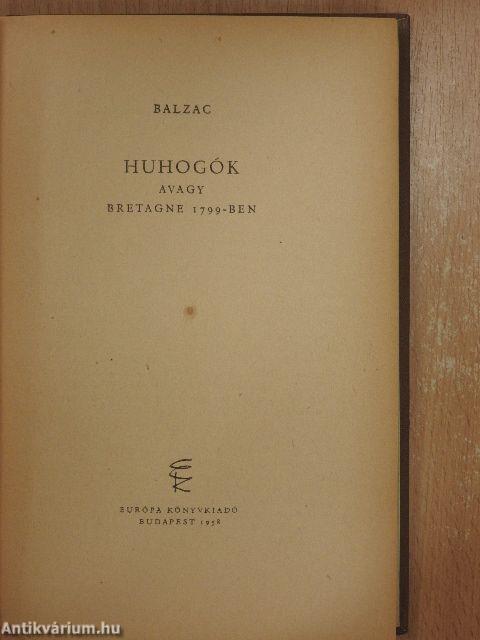 BALZAC
HUHOGÓK
AVAGY
BRETAGNE 1799-BEN
EURÓPA KÖNYVKIADÓ
BUDAPEST 1958
Antikvárium.hu